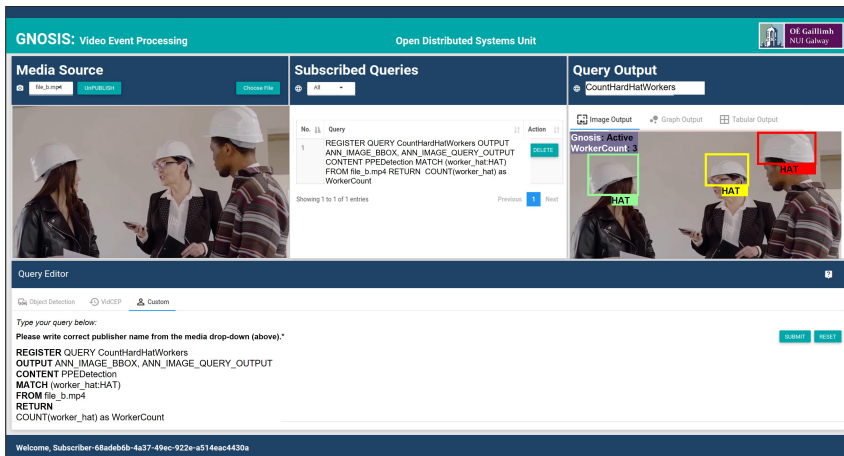 GNOSIS: Video Event Processing
Open Distributed Systems Unit
OÉ Gaillimh
NUI Galway
Media Source
file_b.mp4
UnPUBLISH
Choose File
Subscribed Queries
All
No.
Query
Action
1
REGISTER QUERY CountHardHatWorkers OUTPUT
ANN_IMAGE_BBOX, ANN_IMAGE_QUERY_OUTPUT
CONTENT PPEDetection MATCH (worker_hat:HAT)
FROM file_b.mp4 RETURN COUNT(worker_hat) as
WorkerCount
DELETE
Showing 1 to 1 of 1 entries
Previous
1
Next
Query Output
CountHardHatWorkers
Image Output
Graph Output
Tabular Output
Gnosis: Active
WorkerCount: 3
HAT
HAT
HAT
Query Editor
?
Object Detection
VidCEP
Custom
Type your query below:
Please write correct publisher name from the media drop-down (above).*
SUBMIT
RESET
REGISTER QUERY CountHardHatWorkers
OUTPUT ANN_IMAGE_BBOX, ANN_IMAGE_QUERY_OUTPUT
CONTENT PPEDetection
MATCH (worker_hat:HAT)
FROM file_b.mp4
RETURN
COUNT(worker_hat) as WorkerCount
Welcome, Subscriber-68adeb6b-4a37-49ec-922e-a514eac4430a